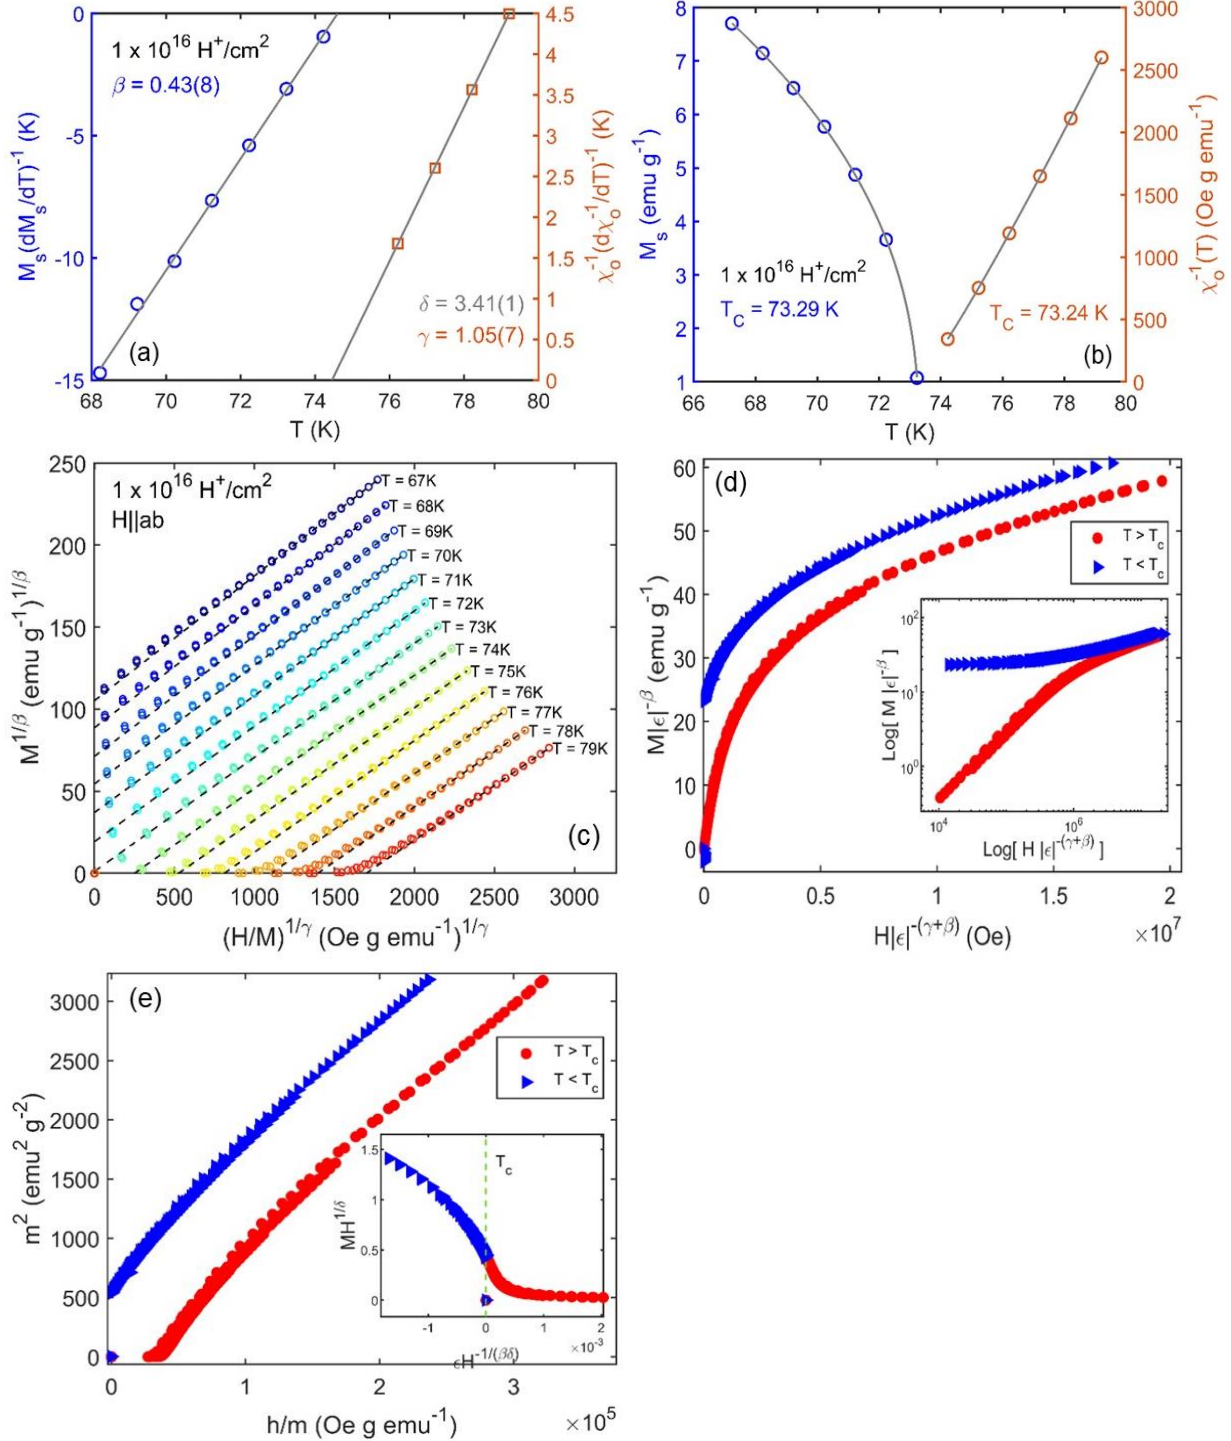 1 x 10^16 H+/cm2
β = 0.43(8)
δ = 3.41(1)
γ = 1.05(7)
(a)
0
-5
-10
-15
M_s(dM_s/dT)^-1 (K)
4.5
4
3.5
3
2.5
2
1.5
1
0.5
0
χ_o^-1(dχ_o^-1/dT)^-1 (K)
68 70 72 74 76 78 80
T (K)
8
7
6
5
4
3
2
1
M_s (emu g^-1)
1 x 10^16 H+/cm2
T_C = 73.29 K
T_C = 73.24 K
(b)
3000
2500
2000
1500
1000
500
0
χ_o^-1(T) (Oe g emu^-1)
66 68 70 72 74 76 78 80
T (K)
250
200
150
100
50
0
M^1/β (emu g^-1)^1/β
1 x 10^16 H+/cm2
H||ab
T = 67K
T = 68K
T = 69K
T = 70K
T = 71K
T = 72K
T = 73K
T = 74K
T = 75K
T = 76K
T = 77K
T = 78K
T = 79K
(c)
0 500 1000 1500 2000 2500 3000
(H/M)^1/γ (Oe g emu^-1)^1/γ
(d)
60
50
40
30
20
10
0
M|ϵ|^-β (emu g^-1)
T > T_c
T < T_c
10^2
10^1
10^0
Log[ M |ϵ|^-β ]
10^4 10^6
Log[ H |ϵ|^-(γ+β) ]
0 0.5 1 1.5 2
×10^7
H|ϵ|^-(γ+β) (Oe)
(e)
3000
2500
2000
1500
1000
500
0
m^2 (emu^2 g^-2)
T > T_c
T < T_c
1.5
1
0.5
0
MH^1/δ
T_c
-1 0 1 2
×10^-3
ϵH^-1/(βδ)
0 1 2 3
×10^5
h/m (Oe g emu^-1)